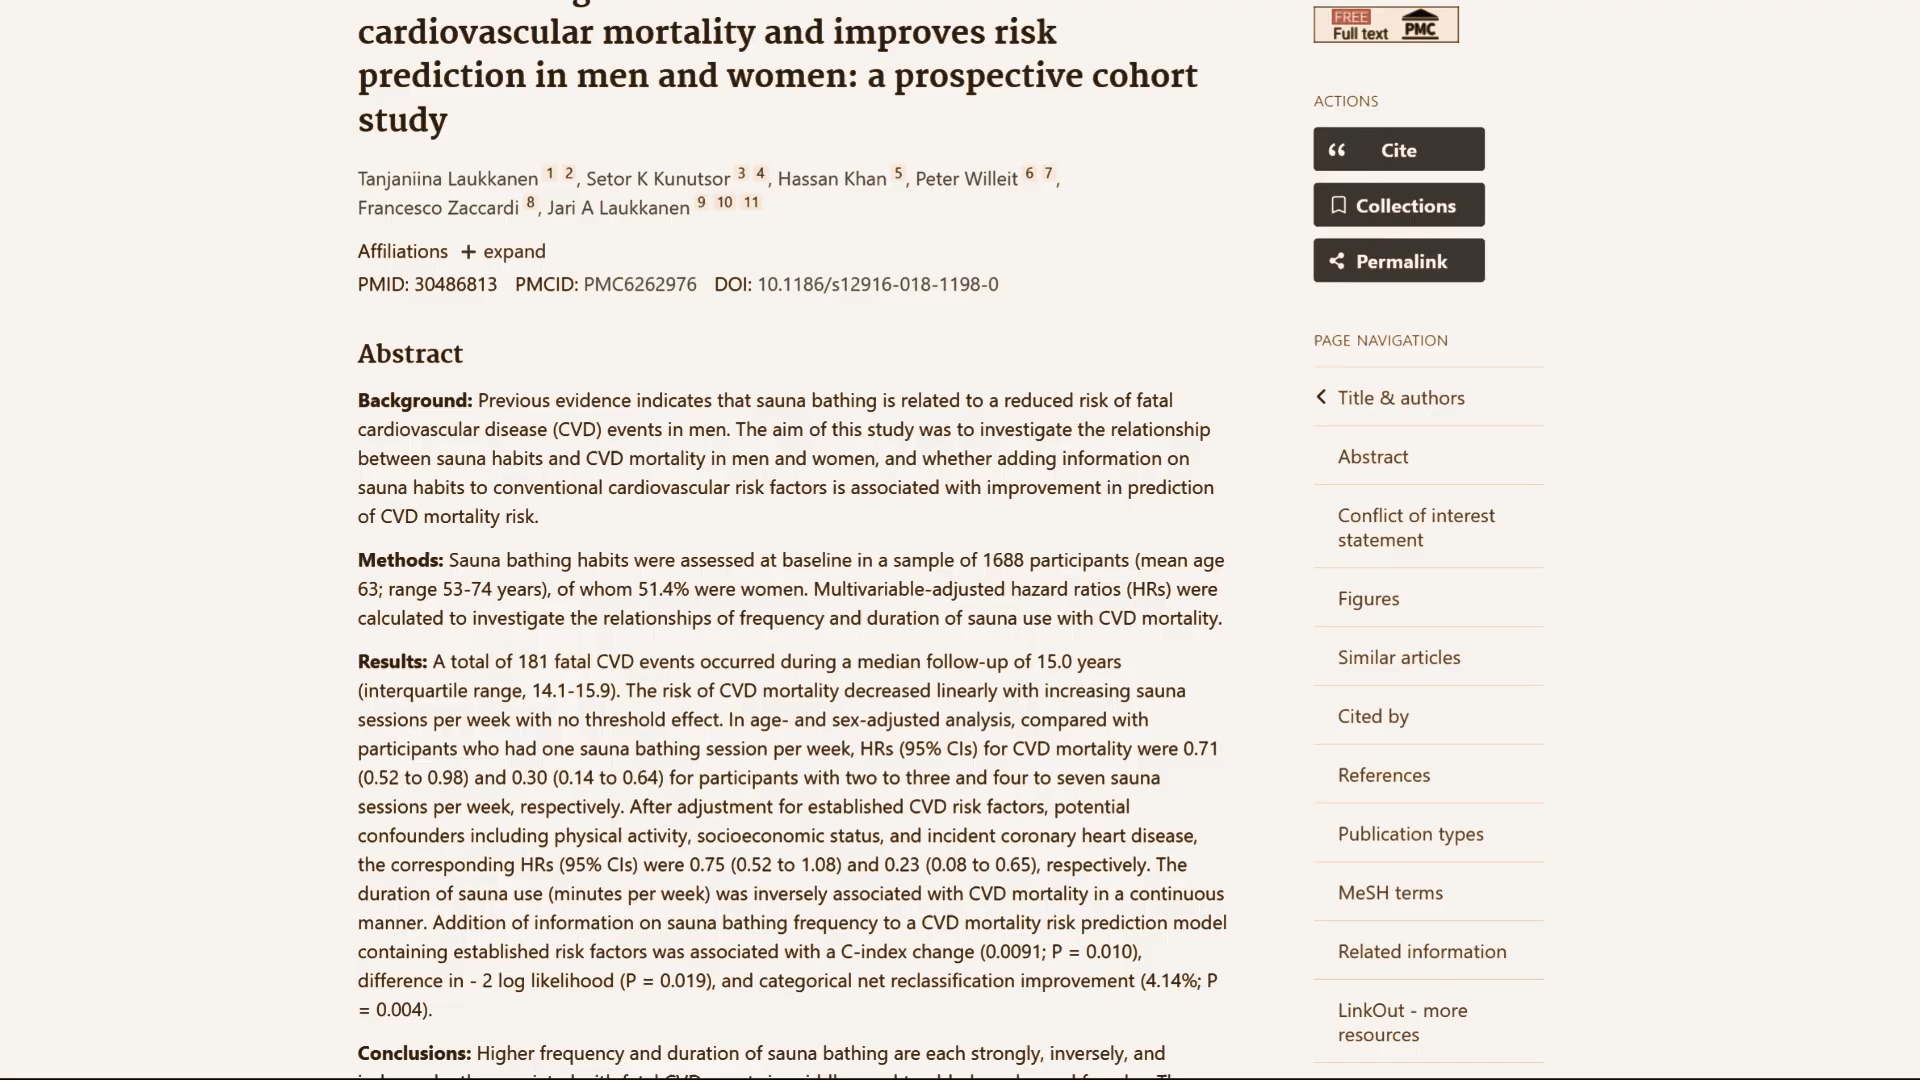 cardiovascular mortality and improves risk
prediction in men and women: a prospective cohort
study
Tanjaniina Laukkanen 1 2, Setor K Kunutsor 3 4, Hassan Khan 5, Peter Willeit 6 7,
Francesco Zaccardi 8, Jari A Laukkanen 9 10 11
Affiliations + expand
PMID: 30486813 PMCID: PMC6262976 DOI: 10.1186/s12916-018-1198-0
Abstract
Background: Previous evidence indicates that sauna bathing is related to a reduced risk of fatal
cardiovascular disease (CVD) events in men. The aim of this study was to investigate the relationship
between sauna habits and CVD mortality in men and women, and whether adding information on
sauna habits to conventional cardiovascular risk factors is associated with improvement in prediction
of CVD mortality risk.
Methods: Sauna bathing habits were assessed at baseline in a sample of 1688 participants (mean age
63; range 53-74 years), of whom 51.4% were women. Multivariable-adjusted hazard ratios (HRs) were
calculated to investigate the relationships of frequency and duration of sauna use with CVD mortality.
Results: A total of 181 fatal CVD events occurred during a median follow-up of 15.0 years
(interquartile range, 14.1-15.9). The risk of CVD mortality decreased linearly with increasing sauna
sessions per week with no threshold effect. In age- and sex-adjusted analysis, compared with
participants who had one sauna bathing session per week, HRs (95% CIs) for CVD mortality were 0.71
(0.52 to 0.98) and 0.30 (0.14 to 0.64) for participants with two to three and four to seven sauna
sessions per week, respectively. After adjustment for established CVD risk factors, potential
confounders including physical activity, socioeconomic status, and incident coronary heart disease,
the corresponding HRs (95% CIs) were 0.75 (0.52 to 1.08) and 0.23 (0.08 to 0.65), respectively. The
duration of sauna use (minutes per week) was inversely associated with CVD mortality in a continuous
manner. Addition of information on sauna bathing frequency to a CVD mortality risk prediction model
containing established risk factors was associated with a C-index change (0.0091; P = 0.010),
difference in - 2 log likelihood (P = 0.019), and categorical net reclassification improvement (4.14%; P
= 0.004).
Conclusions: Higher frequency and duration of sauna bathing are each strongly, inversely, and
FREE
Full text PMC
ACTIONS
Cite
Collections
Permalink
PAGE NAVIGATION
Title & authors
Abstract
Conflict of interest
statement
Figures
Similar articles
Cited by
References
Publication types
MeSH terms
Related information
LinkOut - more
resources